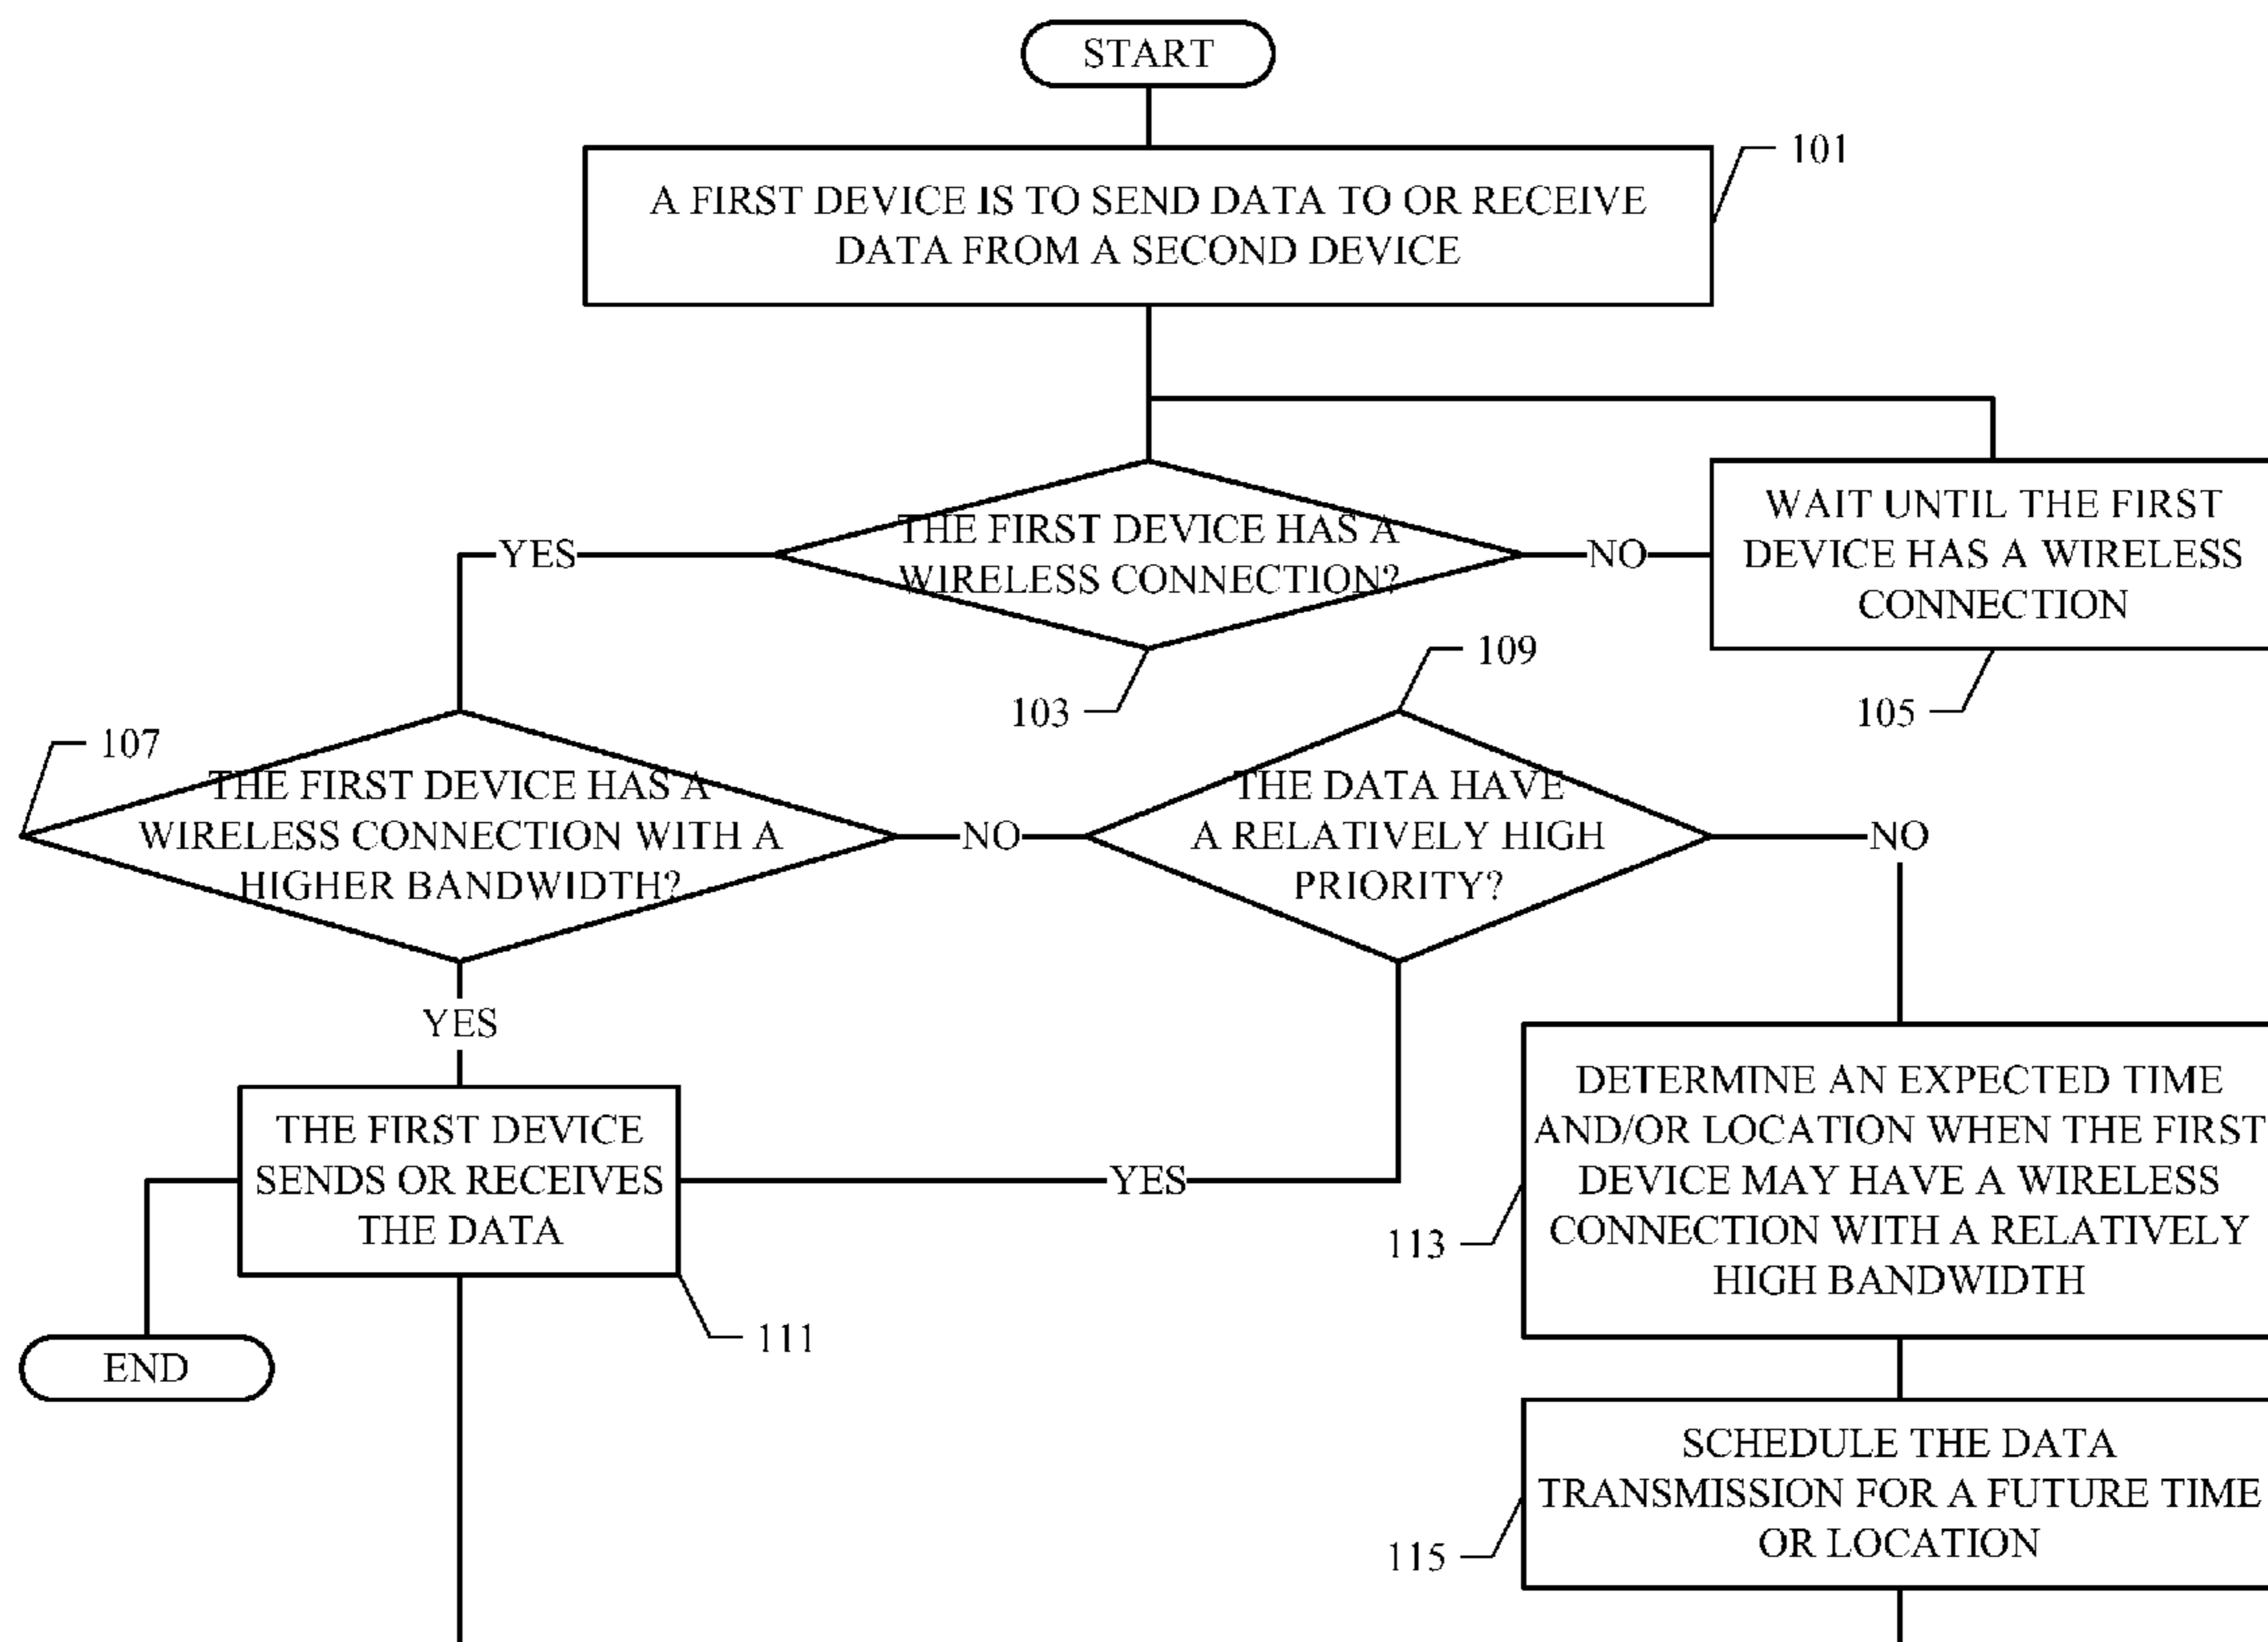 START
101
A FIRST DEVICE IS TO SEND DATA TO OR RECEIVE
DATA FROM A SECOND DEVICE
THE FIRST DEVICE HAS A
WIRELESS CONNECTION?
YES
NO
WAIT UNTIL THE FIRST
DEVICE HAS A WIRELESS
CONNECTION
103
105
109
107
THE FIRST DEVICE HAS A
WIRELESS CONNECTION WITH A
HIGHER BANDWIDTH?
NO
THE DATA HAVE
A RELATIVELY HIGH
PRIORITY?
NO
YES
THE FIRST DEVICE
SENDS OR RECEIVES
THE DATA
YES
DETERMINE AN EXPECTED TIME
AND/OR LOCATION WHEN THE FIRST
DEVICE MAY HAVE A WIRELESS
CONNECTION WITH A RELATIVELY
HIGH BANDWIDTH
113
111
END
SCHEDULE THE DATA
TRANSMISSION FOR A FUTURE TIME
OR LOCATION
115